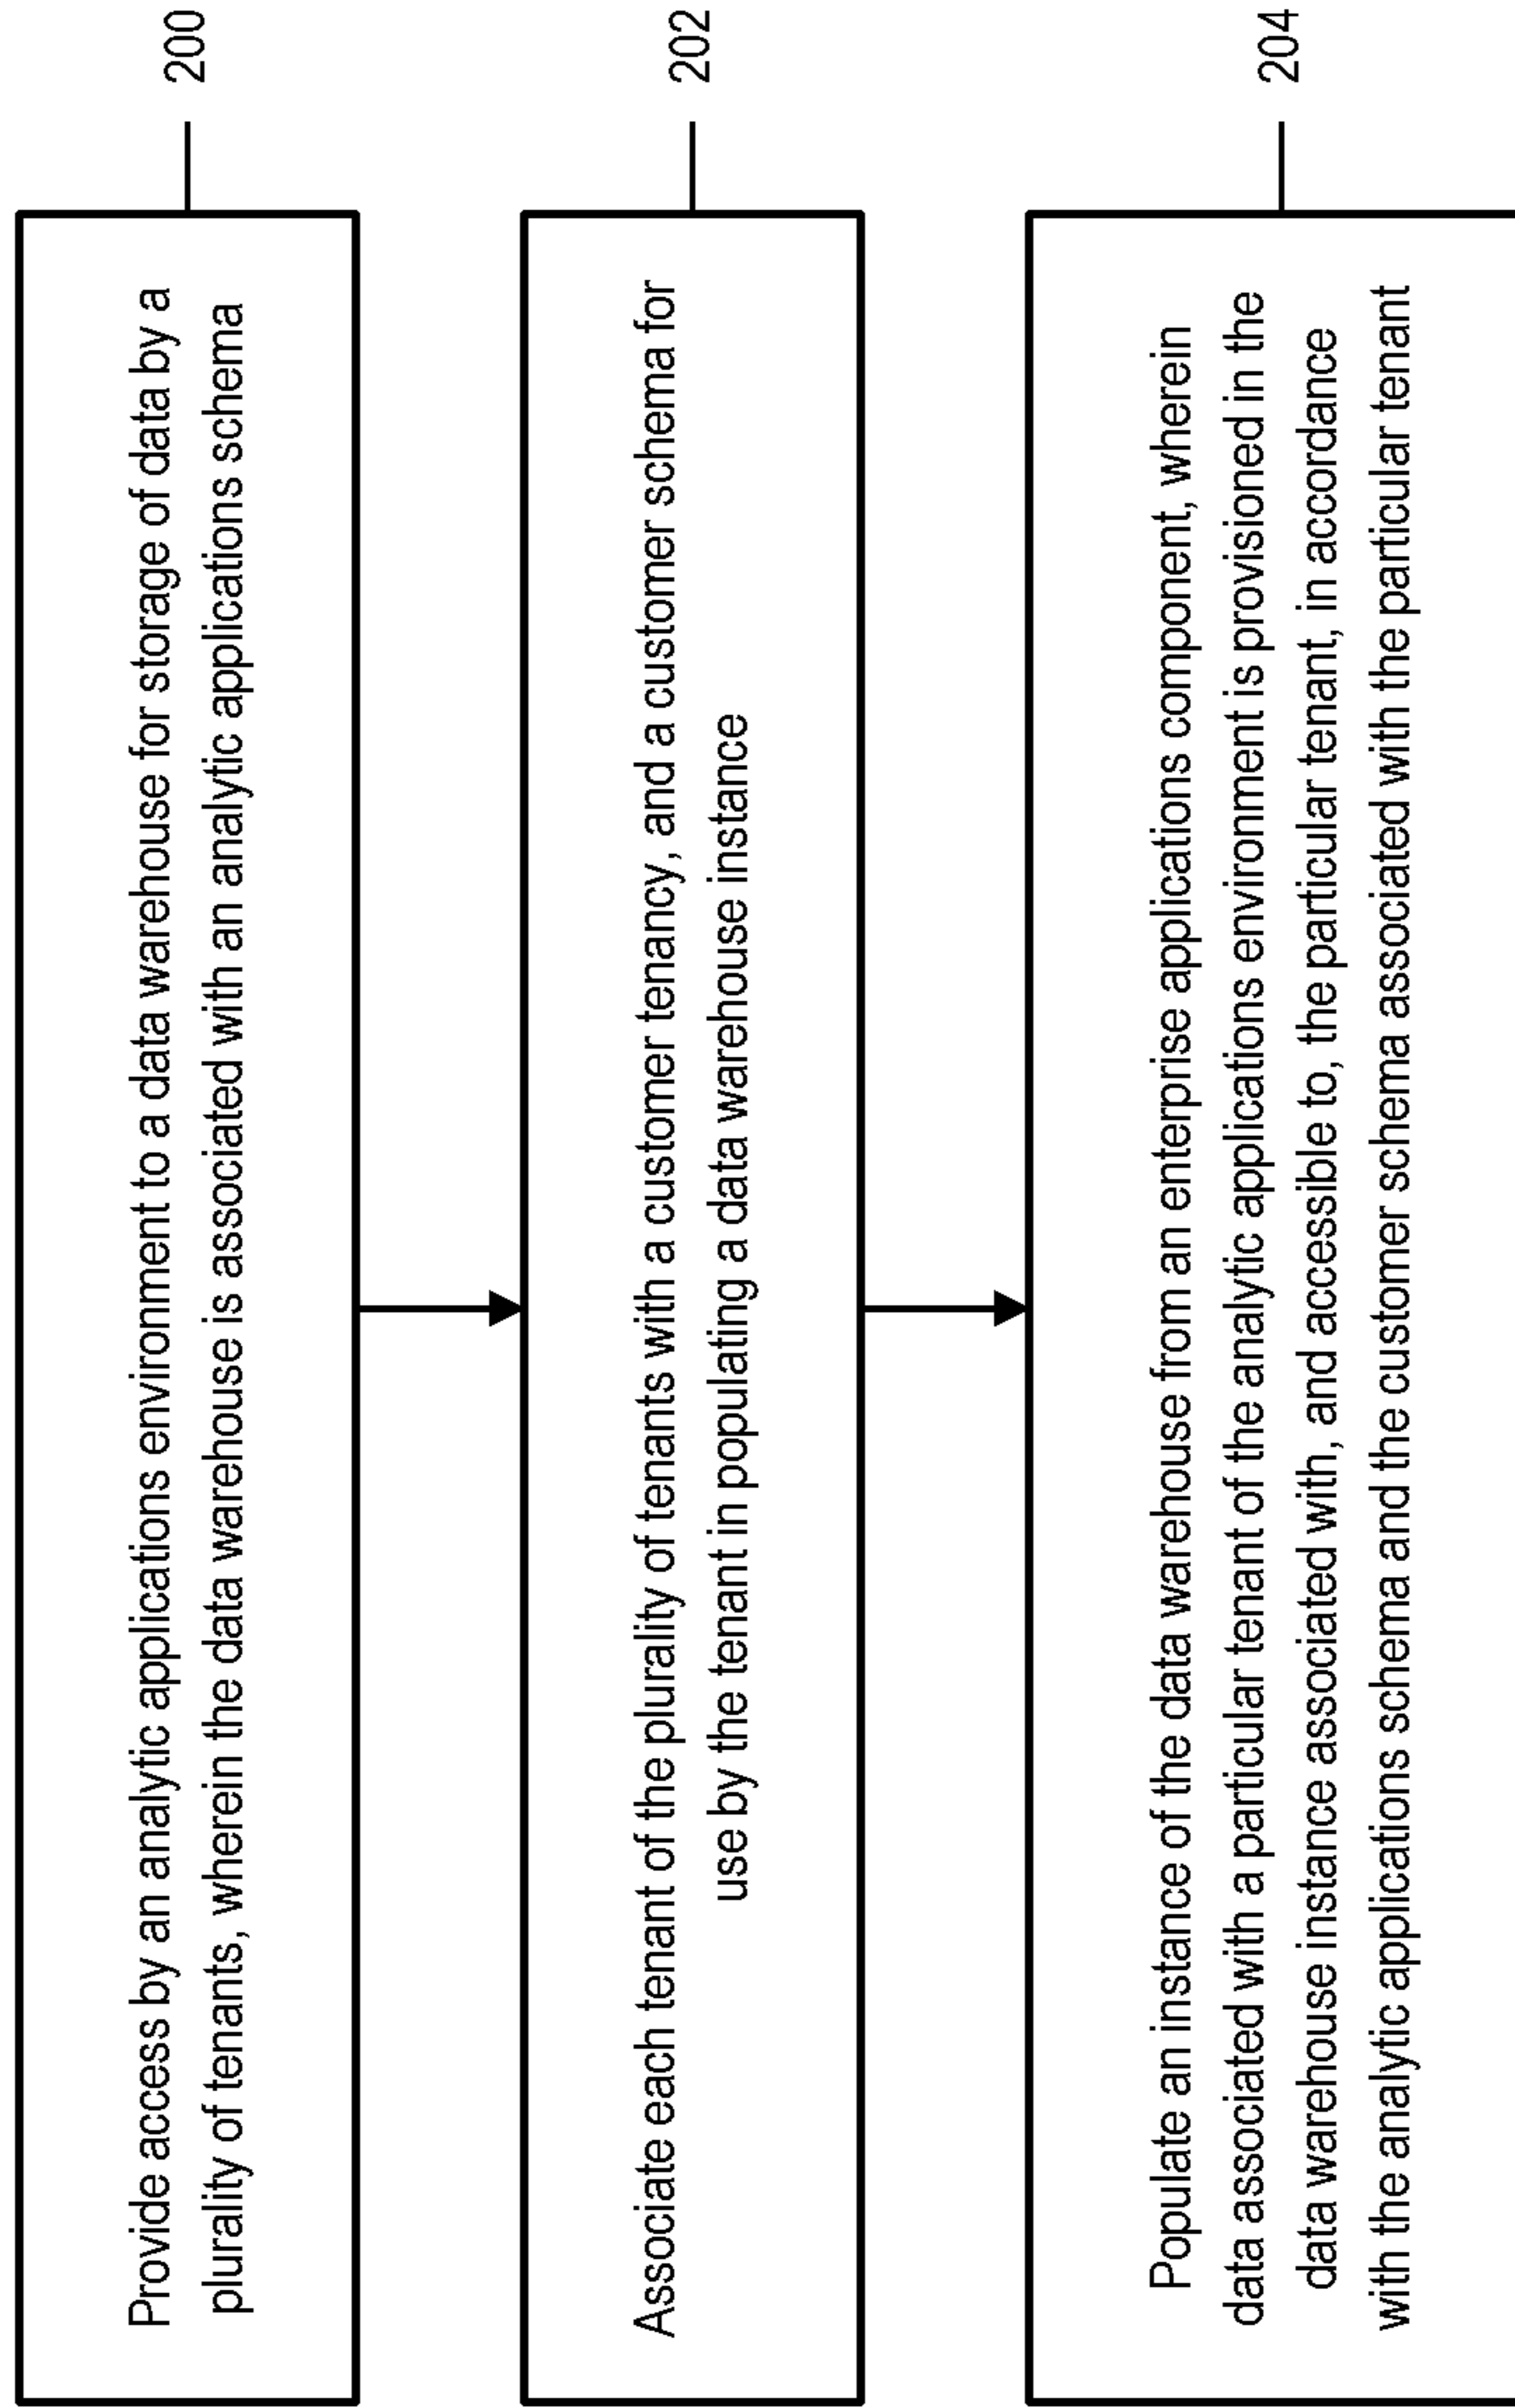 Provide access by an analytic applications environment to a data warehouse for storage of data by a
plurality of tenants, wherein the data warehouse is associated with an analytic applications schema
200
Associate each tenant of the plurality of tenants with a customer tenancy, and a customer schema for
use by the tenant in populating a data warehouse instance
202
Populate an instance of the data warehouse from an enterprise applications component, wherein
data associated with a particular tenant of the analytic applications environment is provisioned in the
data warehouse instance associated with, and accessible to, the particular tenant, in accordance
with the analytic applications schema and the customer schema associated with the particular tenant
204